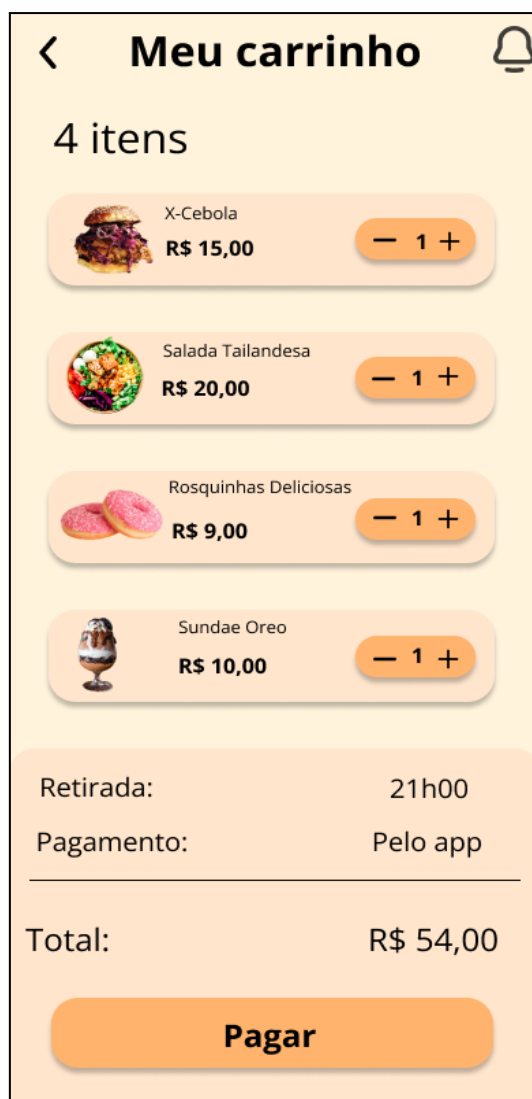 Meu carrinho
4 itens
X-Cebola
R$ 15,00
− 1 +
Salada Tailandesa
R$ 20,00
− 1 +
Rosquinhas Deliciosas
R$ 9,00
− 1 +
Sundae Oreo
R$ 10,00
− 1 +
Retirada: 21h00
Pagamento: Pelo app
Total: R$ 54,00
Pagar